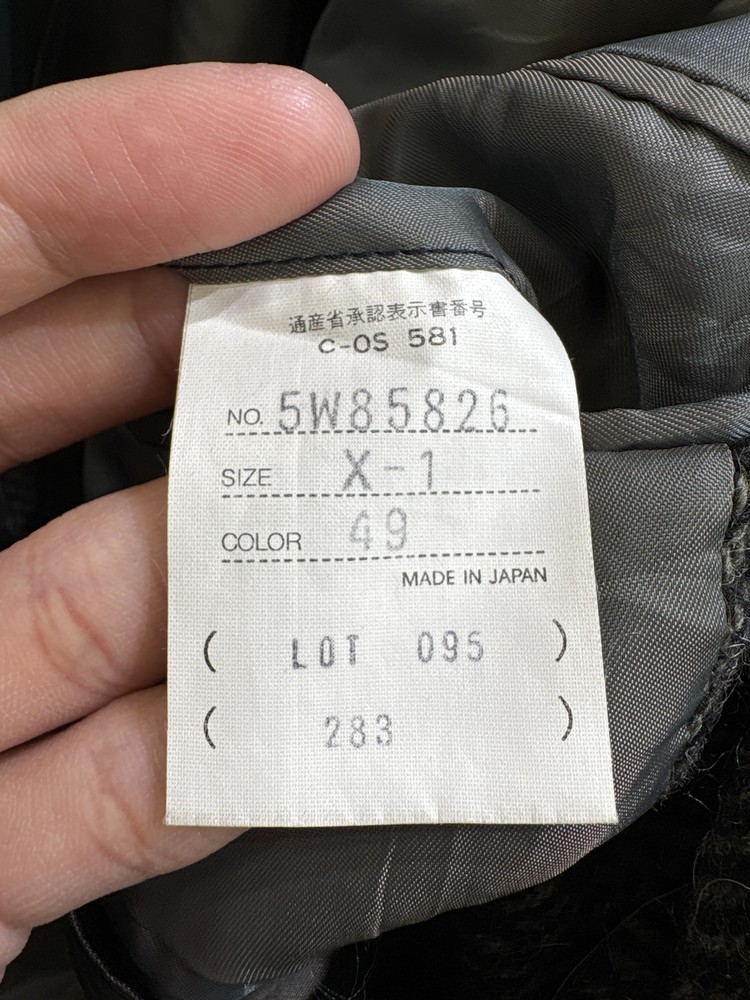 通産省承認表示書番号
C-OS 581
NO. 5W85826
SIZE X-1
COLOR 49
MADE IN JAPAN
( LOT 095 )
( 283 )